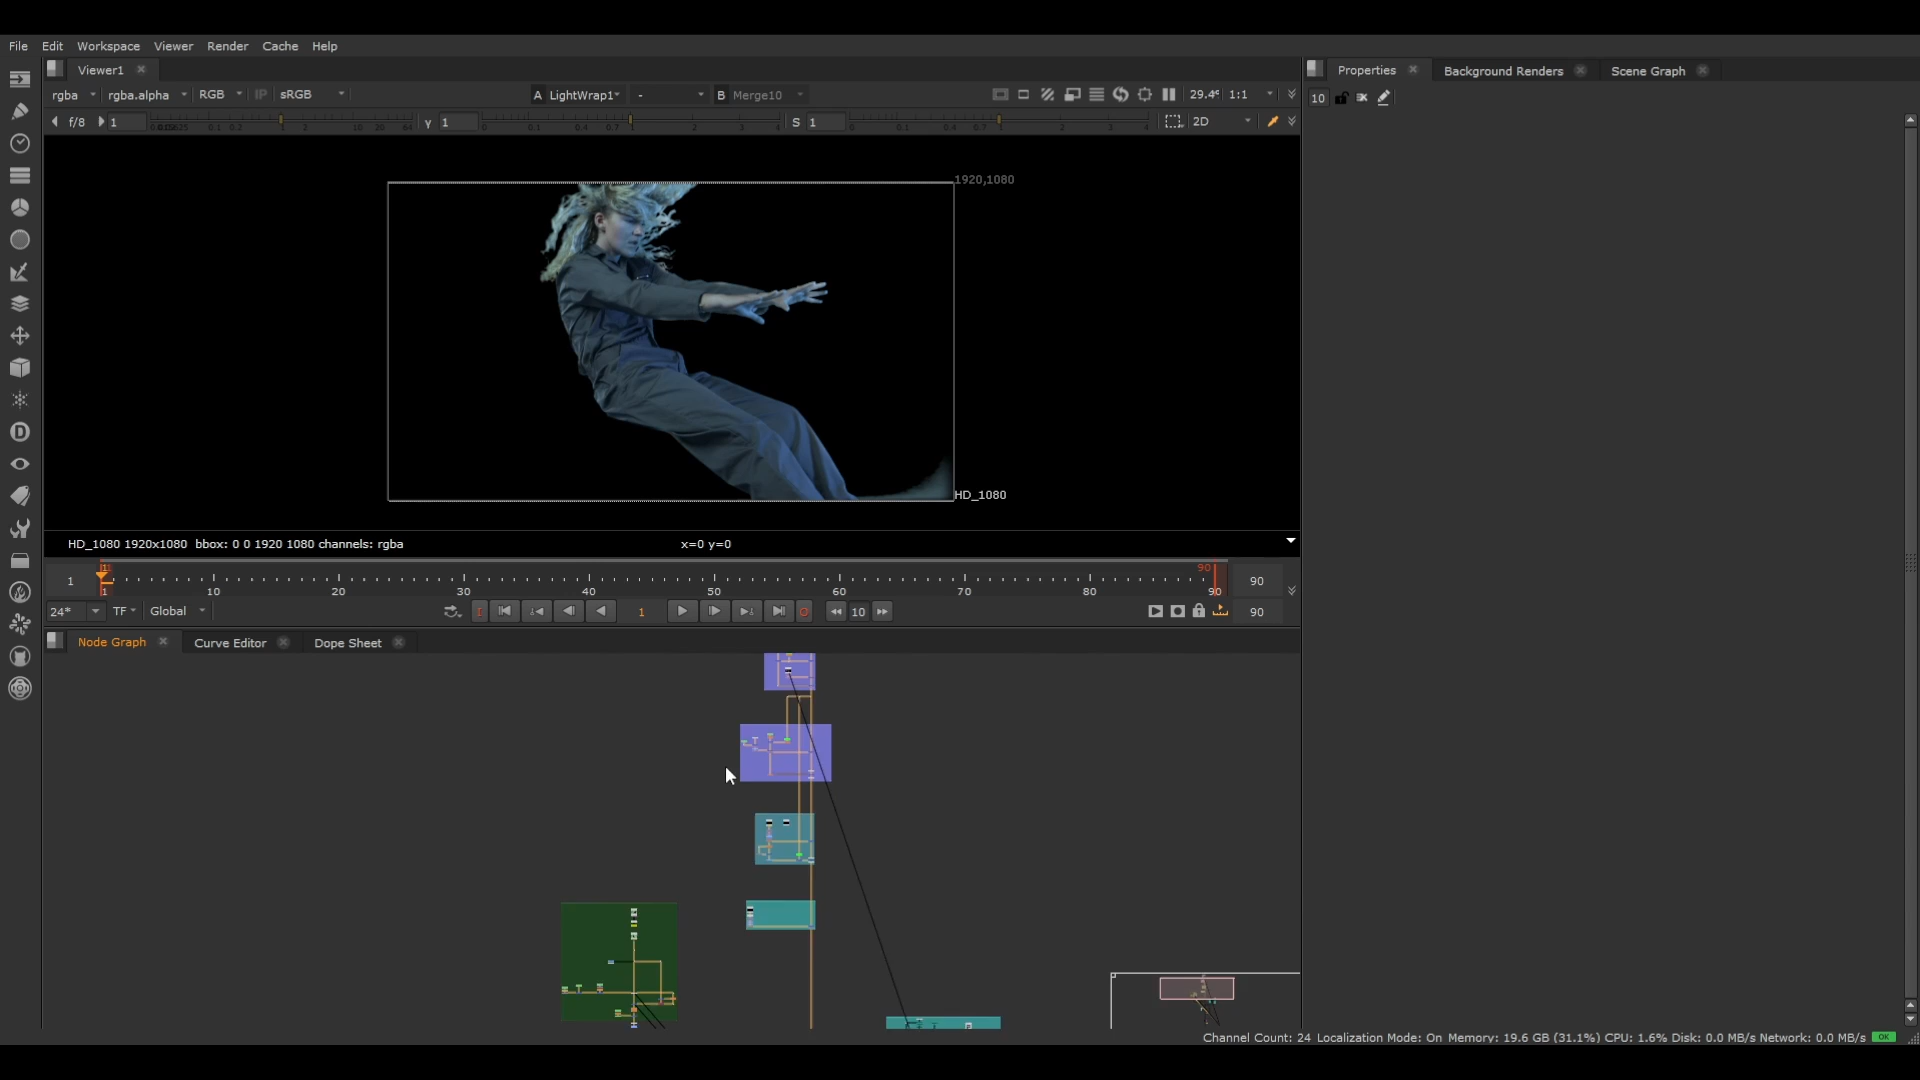 File Edit Workspace Viewer Render Cache Help
Viewer1
Properties Background Renders Scene Graph
rgba rgba.alpha RGB IP sRGB A LightWrap1 - B Merge10 29.4* 1:1
10
f/8 1 Y 1 S 1 2D
1920,1080
HD_1080
HD_1080 1920x1080 bbox: 0 0 1920 1080 channels: rgba x=0 y=0
1 1 10 20 30 40 50 60 70 80 90 90 90
24* TF Global 1 10 90
Node Graph Curve Editor Dope Sheet
Channel Count: 24 Localization Mode: On Memory: 19.6 GB (31.1%) CPU: 1.6% Disk: 0.0 MB/s Network: 0.0 MB/s OK